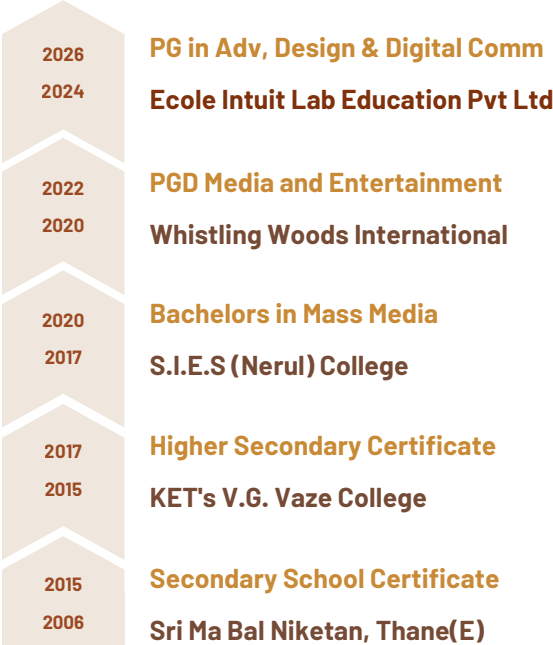 2026
PG in Adv, Design & Digital Comm
2024
Ecole Intuit Lab Education Pvt Ltd
2022
PGD Media and Entertainment
2020
Whistling Woods International
2020
Bachelors in Mass Media
2017
S.I.E.S (Nerul) College
2017
Higher Secondary Certificate
2015
KET's V.G. Vaze College
2015
Secondary School Certificate
2006
Sri Ma Bal Niketan, Thane(E)